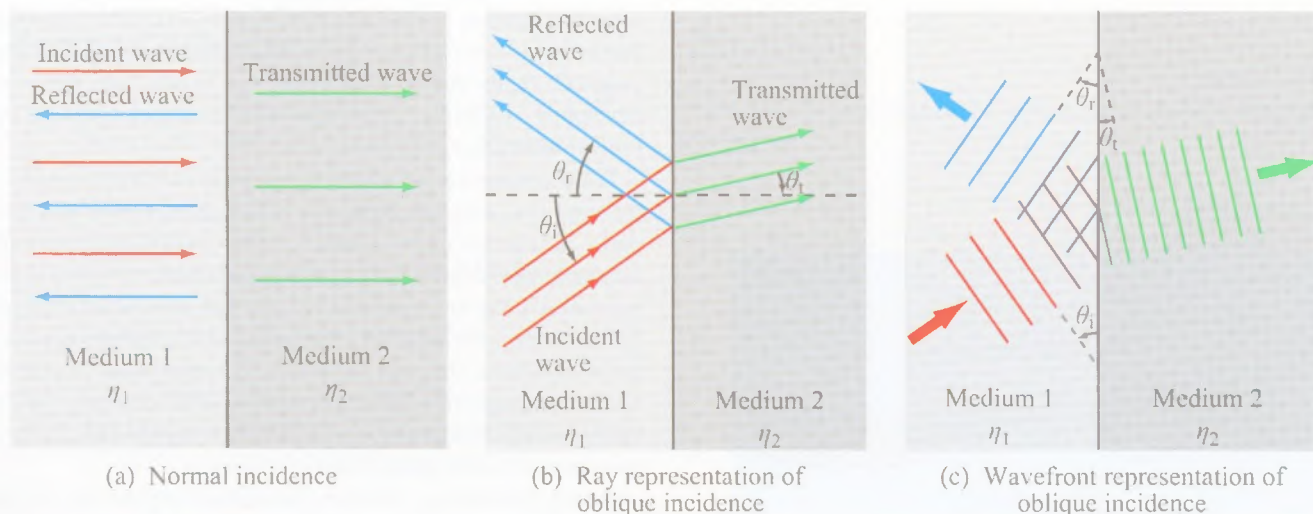 Incident wave
Reflected wave
Transmitted wave
Medium 1
η₁
Medium 2
η₂
(a) Normal incidence
Reflected
wave
Transmitted
wave
θr
θt
θi
Incident
wave
Medium 1
η₁
Medium 2
η₂
(b) Ray representation of
oblique incidence
θr
θt
θi
Medium 1
η₁
Medium 2
η₂
(c) Wavefront representation of
oblique incidence